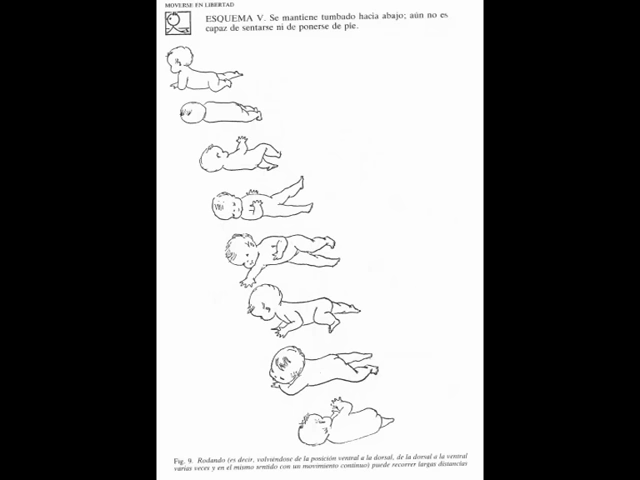 MOVERSE EN LIBERTAD
ESQUEMA V. Se mantiene tumbado hacia abajo; aún no es
capaz de sentarse ni de ponerse de pie.
Fig. 9. Rodando (es decir, volviéndose de la posición ventral a la dorsal, de la dorsal a la ventral
varias veces y en el mismo sentido con un movimiento continuo) puede recorrer largas distancias